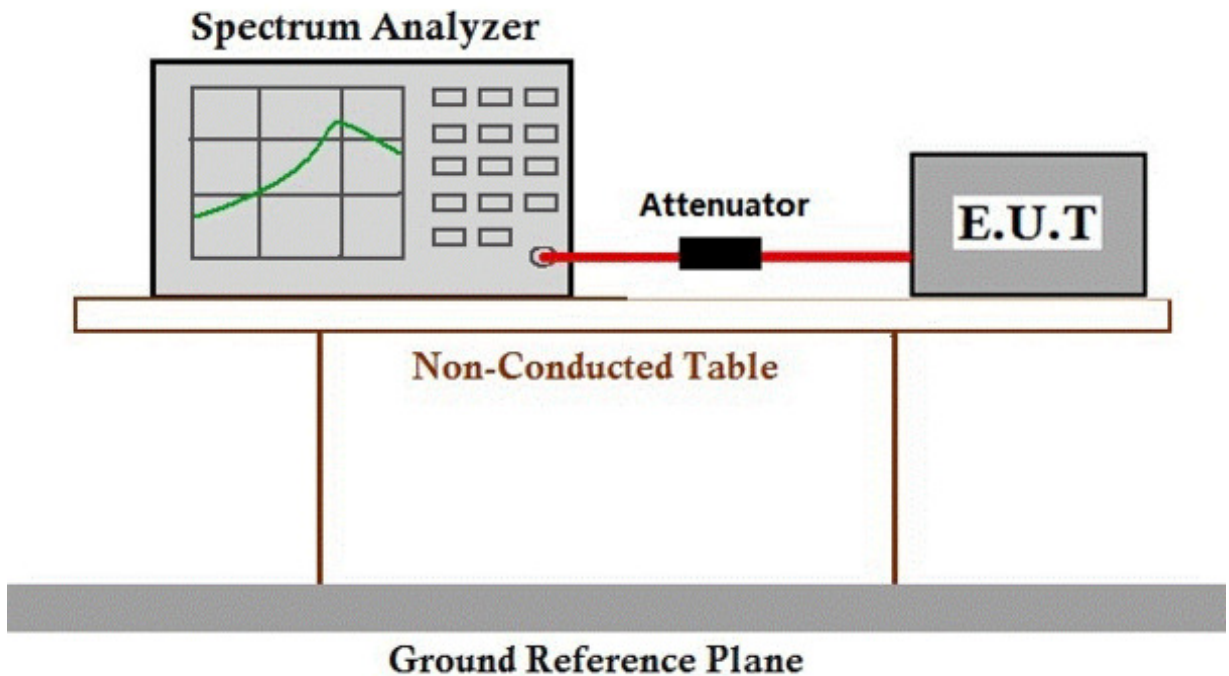 Spectrum Analyzer
Attenuator
E.U.T
Non-Conducted Table
Ground Reference Plane